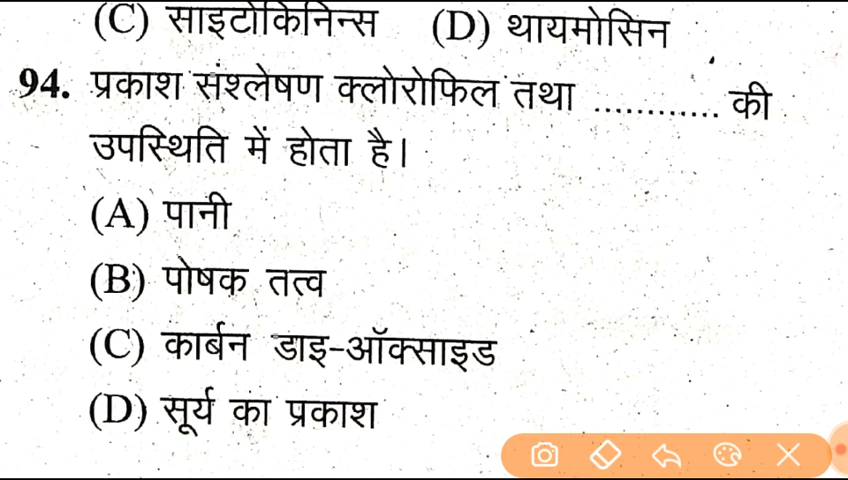 (C) साइटोकिनिन्स (D) थायमोसिन
94. प्रकाश संश्लेषण क्लोरोफिल तथा ............. की
उपस्थिति में होता है।
(A) पानी
(B) पोषक तत्व
(C) कार्बन डाइ-ऑक्साइड
(D) सूर्य का प्रकाश